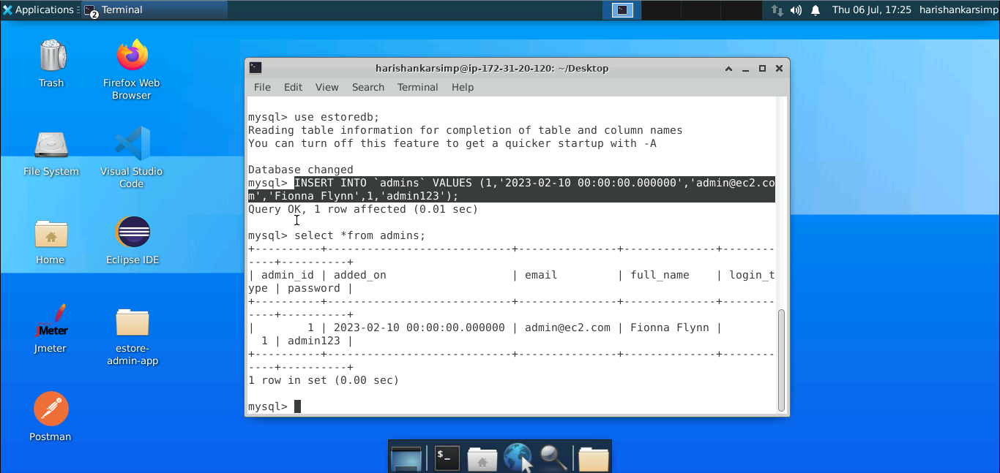 Applications
2
Terminal
Thu 06 Jul, 17:25
harishankarsimp
Trash
Firefox Web
Browser
File System
Visual Studio
Code
Home
Eclipse IDE
JMeter
Jmeter
estore-
admin-app
Postman
harishankarsimp@ip-172-31-20-120: ~/Desktop
File Edit View Search Terminal Help
mysql> use estoredb;
Reading table information for completion of table and column names
You can turn off this feature to get a quicker startup with -A
Database changed
mysql> INSERT INTO `admins` VALUES (1,'2023-02-10 00:00:00.000000','admin@ec2.co
m','Fionna Flynn',1,'admin123');
Query OK, 1 row affected (0.01 sec)
mysql> select *from admins;
+----------+----------------------------+---------------+--------------+--------
----+----------+
| admin_id | added_on                   | email         | full_name    | login_t
ype | password |
+----------+----------------------------+---------------+--------------+--------
----+----------+
|        1 | 2023-02-10 00:00:00.000000 | admin@ec2.com | Fionna Flynn |
  1 | admin123 |
+----------+----------------------------+---------------+--------------+--------
----+----------+
1 row in set (0.00 sec)
mysql>
$_